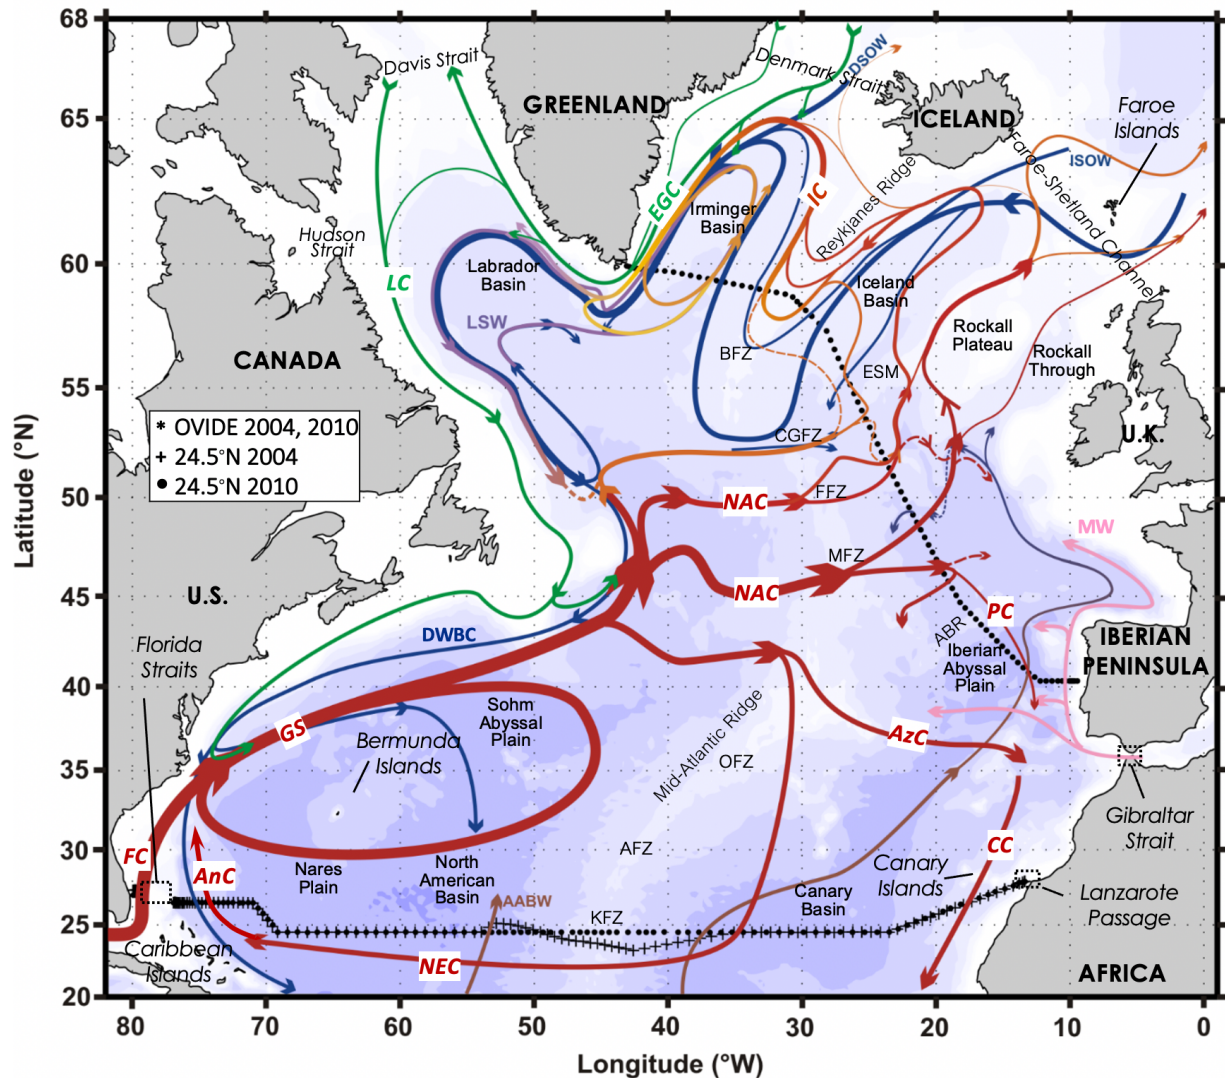 68
65
60
55
50
45
40
35
30
25
20
Latitude (°N)
80
70
60
50
40
30
20
10
0
Longitude (°W)
Davis Strait
GREENLAND
Denmark Strait
DSOW
ICELAND
Faroe
Islands
Faroe-Shetland Channel
ISOW
EGC
IC
Irminger
Basin
Reykjanes Ridge
Hudson
Strait
LC
Labrador
Basin
LSW
Iceland
Basin
Rockall
Plateau
Rockall
Through
BFZ
ESM
CGFZ
CANADA
* OVIDE 2004, 2010
+ 24.5°N 2004
● 24.5°N 2010
U.K.
NAC
FFZ
MW
MFZ
NAC
U.S.
PC
ABR
Iberian
Abyssal
Plain
IBERIAN
PENINSULA
DWBC
Florida
Straits
GS
Sohm
Abyssal
Plain
Bermunda
Islands
Mid-Atlantic Ridge
OFZ
AzC
Gibraltar
Strait
FC
AnC
Nares
Plain
North
American
Basin
AFZ
CC
Canary
Islands
Canary
Basin
Lanzarote
Passage
AABW
KFZ
Caribbean
Islands
NEC
AFRICA